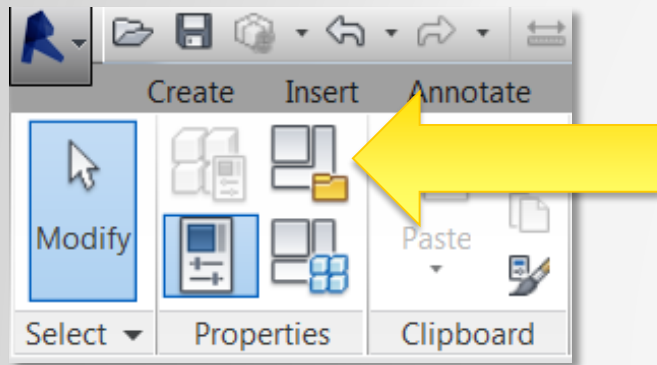 Create Insert Annotate
Modify
Paste
Select Properties Clipboard